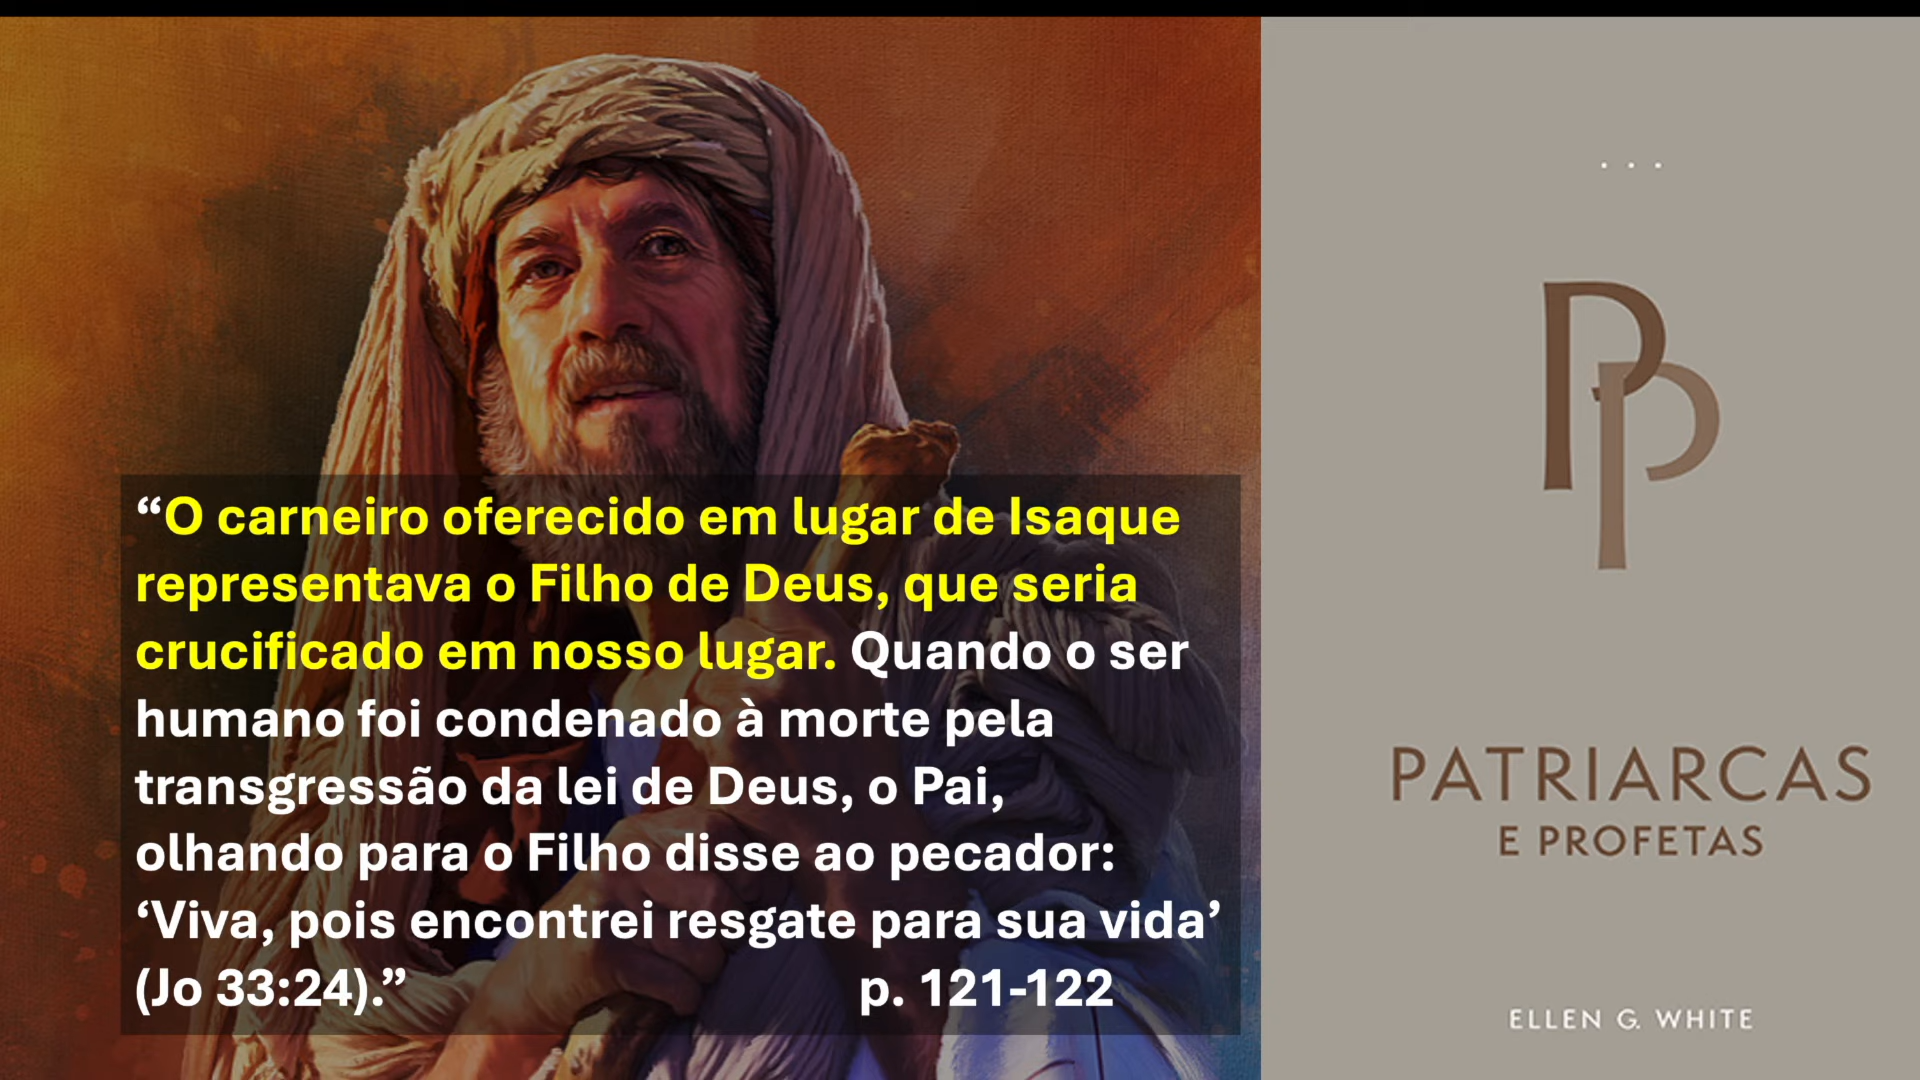 “O carneiro oferecido em lugar de Isaque
representava o Filho de Deus, que seria
crucificado em nosso lugar. Quando o ser
humano foi condenado à morte pela
transgressão da lei de Deus, o Pai,
olhando para o Filho disse ao pecador:
‘Viva, pois encontrei resgate para sua vida’
(Jo 33:24).” p. 121-122
. . .
PP
PATRIARCAS
E PROFETAS
ELLEN G. WHITE